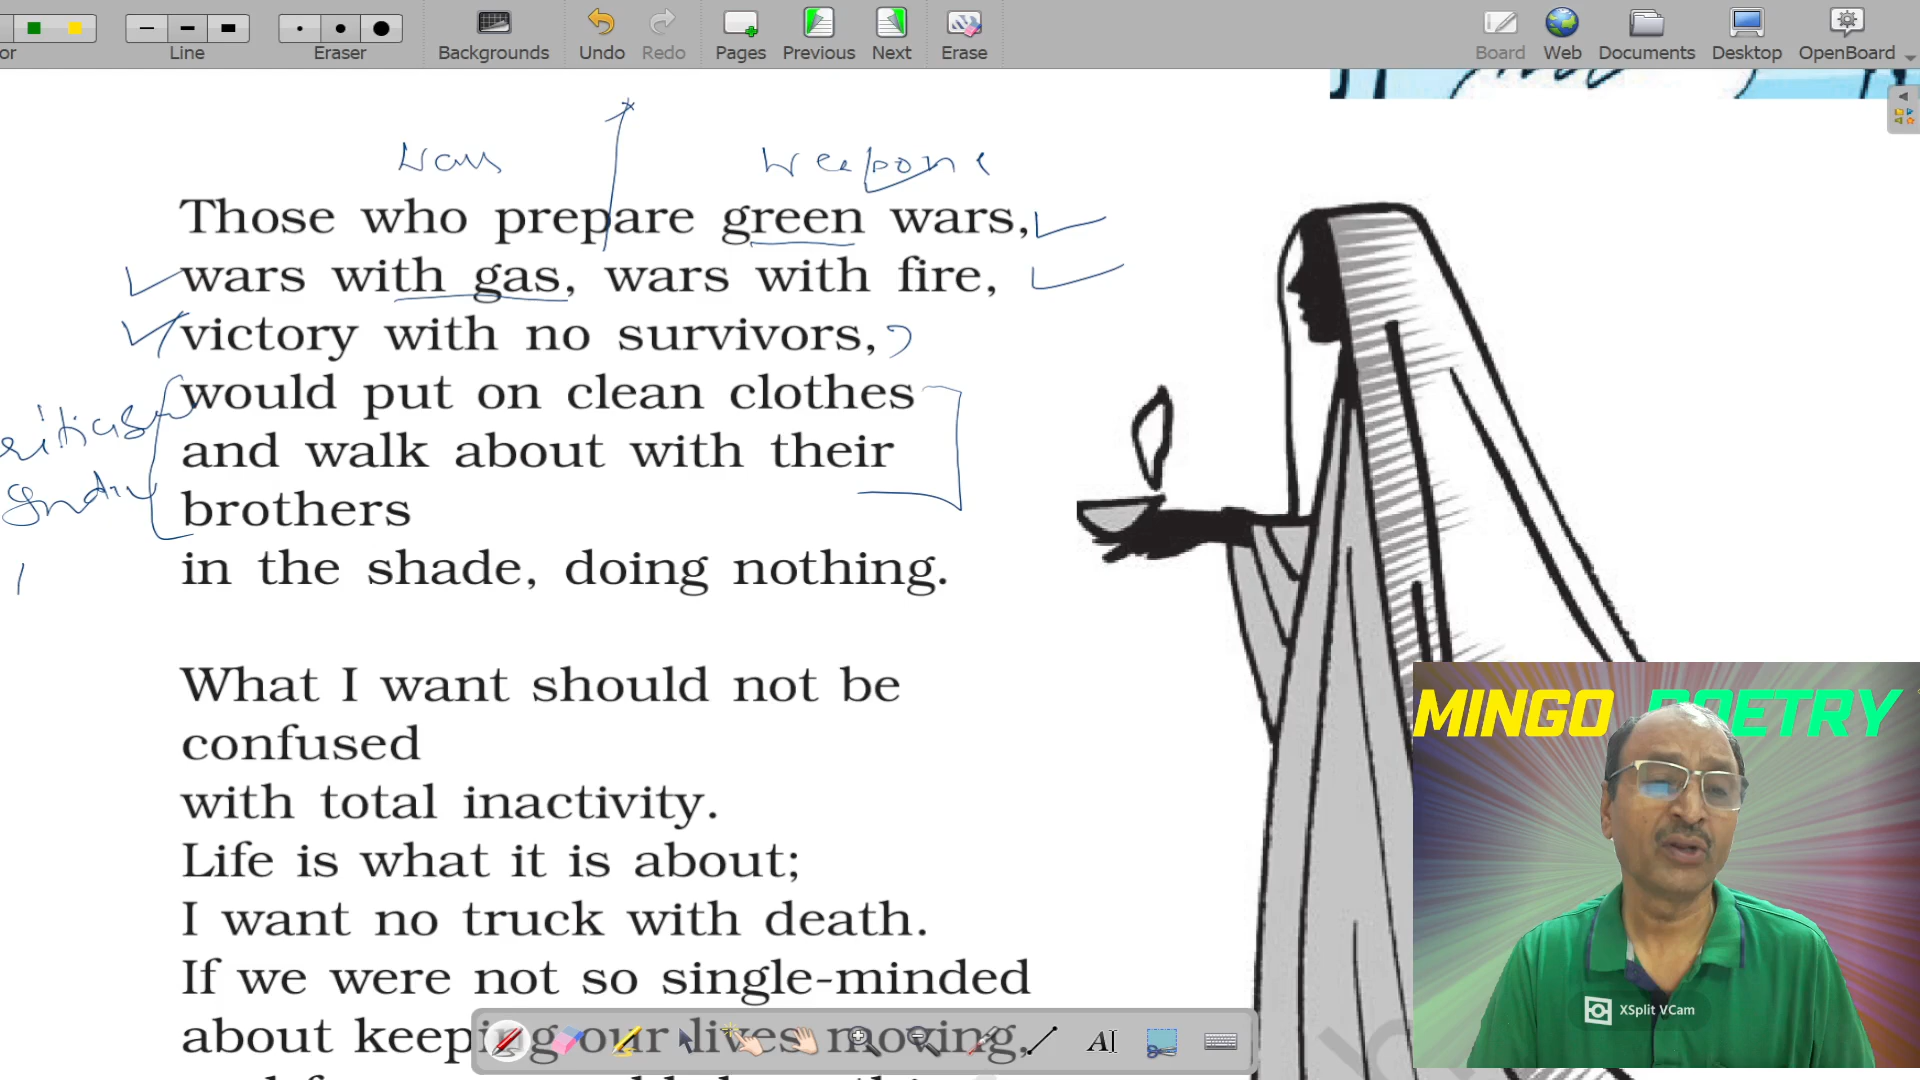 or Line Eraser Backgrounds Undo Redo Pages Previous Next Erase Board Web Documents Desktop OpenBoard
Weapons
Those who prepare green wars,
wars with gas, wars with fire,
victory with no survivors,
would put on clean clothes
and walk about with their
brothers
in the shade, doing nothing.
What I want should not be
confused
with total inactivity.
Life is what it is about;
I want no truck with death.
If we were not so single-minded
about keeping our lives moving,
MINGO POETRY
XSplit VCam